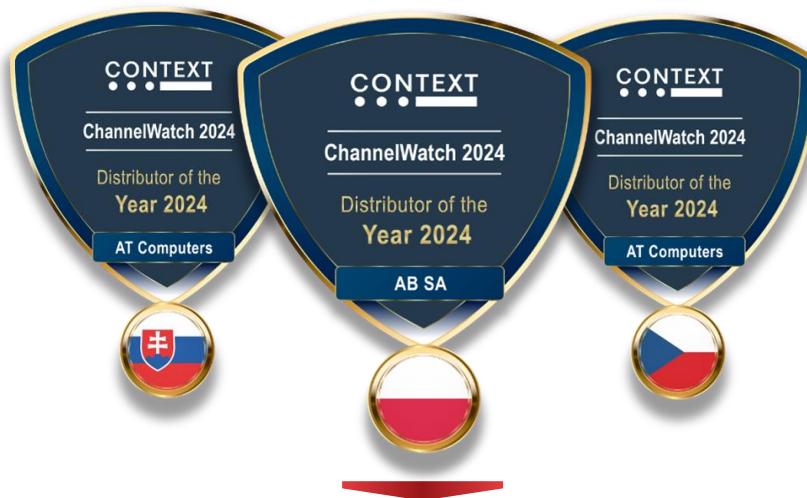 CONTEXT
ChannelWatch 2024
Distributor of the
Year 2024
AT Computers
CONTEXT
ChannelWatch 2024
Distributor of the
Year 2024
AB SA
CONTEXT
ChannelWatch 2024
Distributor of the
Year 2024
AT Computers